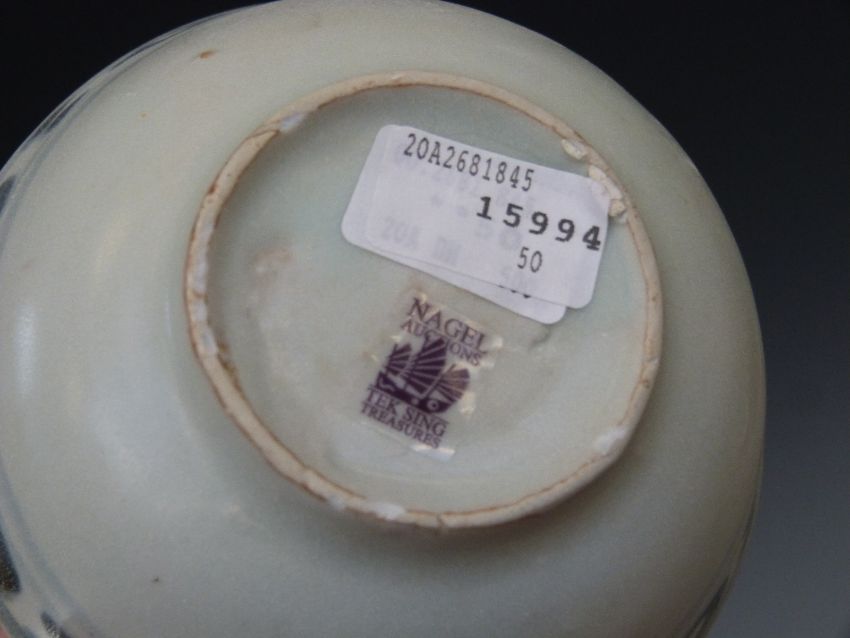 20A2681845
15994
50
NAGEL
AUCTIONS
TEK SING
TREASURES